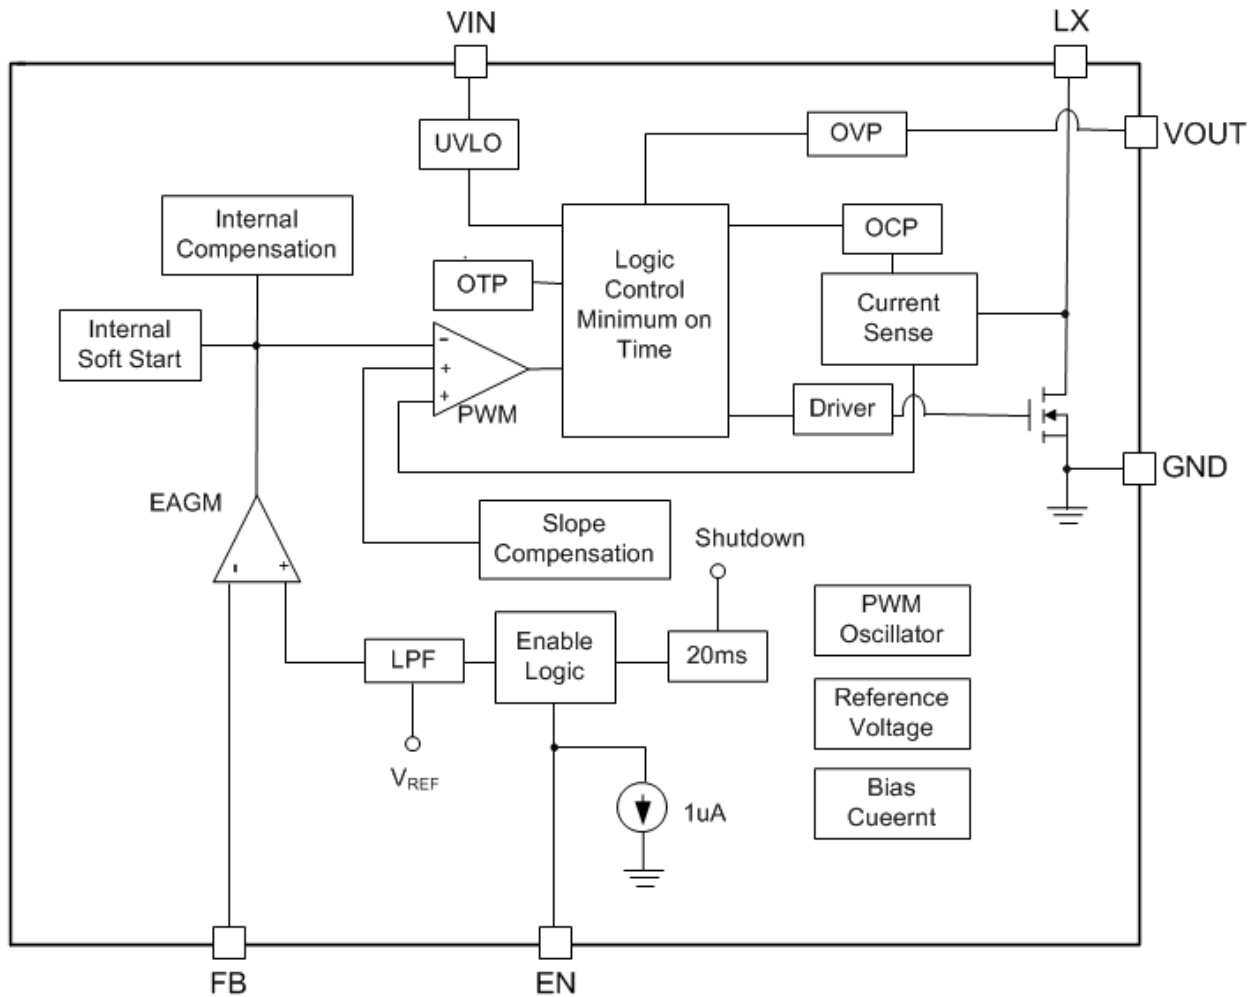 VIN
LX
UVLO
OVP
VOUT
Internal
Compensation
OCP
Logic
Control
Minimum on
Time
OTP
Current
Sense
Internal
Soft Start
-
+
+
PWM
Driver
GND
EAGM
Slope
Compensation
Shutdown
-
+
PWM
Oscillator
Enable
Logic
LPF
20ms
Reference
Voltage
VREF
Bias
Cueernt
1uA
FB
EN